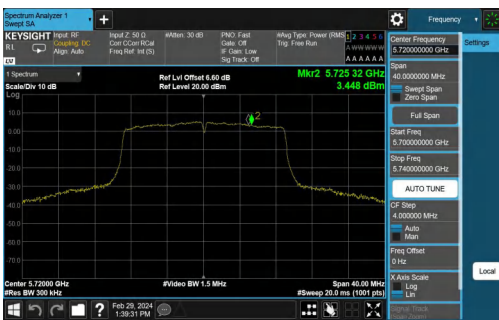 Spectrum Analyzer 1
Swept SA
Frequency
KEYSIGHT
Input: RF
Coupling: DC
Align: Auto
Input Z: 50 Ω
Corr CCorr RCal
Freq Ref: Int (S)
#Atten: 30 dB
PNO: Fast
Gate: Off
IF Gain: Low
Sig Track: Off
#Avg Type: Power (RMS)
Trig: Free Run
1 2 3 4 5 6
A W W W W W
A A A A A A
RL
LXI
1 Spectrum
Scale/Div 10 dB
Log
Ref Lvl Offset 6.60 dB
Ref Level 20.00 dBm
Mkr2 5.725 32 GHz
3.448 dBm
2
10.0
0.00
-10.0
-20.0
-30.0
-40.0
-50.0
-60.0
-70.0
Center 5.72000 GHz
#Res BW 300 kHz
#Video BW 1.5 MHz
Span 40.00 MHz
#Sweep 20.0 ms (1001 pts)
Feb 29, 2024
1:39:31 PM
?
Center Frequency
5.720000000 GHz
Span
40.0000000 MHz
Swept Span
Zero Span
Full Span
Start Freq
5.700000000 GHz
Stop Freq
5.740000000 GHz
AUTO TUNE
CF Step
4.000000 MHz
Auto
Man
Freq Offset
0 Hz
X Axis Scale
Log
Lin
Signal Track
Settings
Local